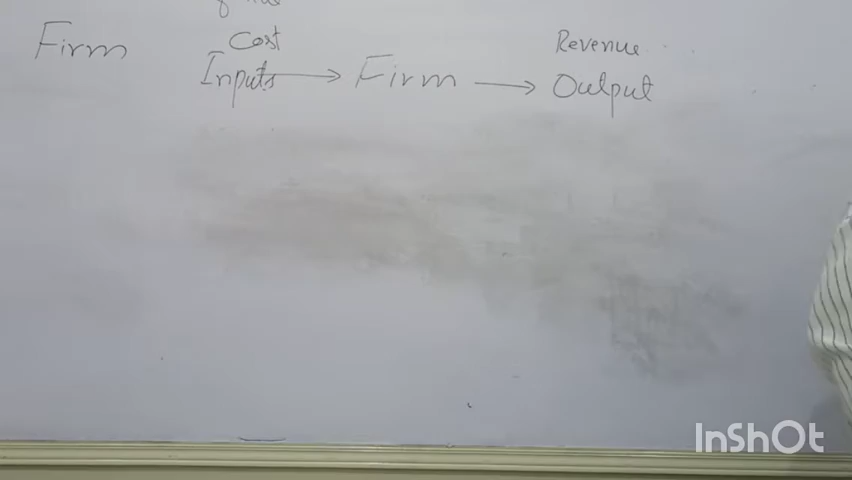 Cost
Revenue
Firm Inputs → Firm → Output
InShOt